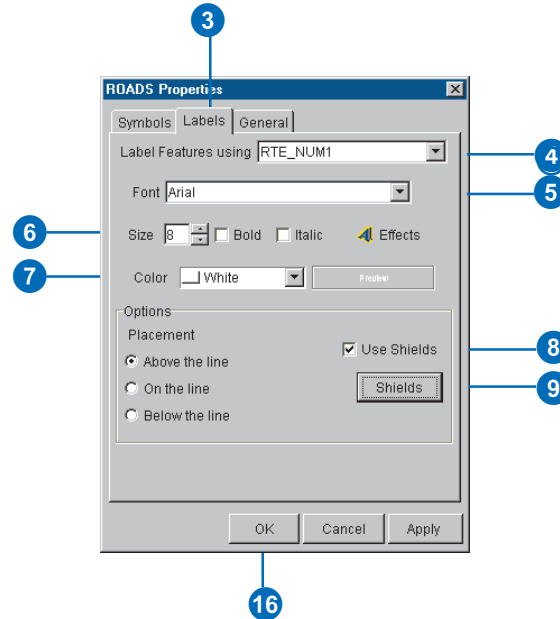 3
ROADS Properties
Symbols Labels General
Label Features using RTE_NUM1
4
Font Arial
5
6
Size 8 Bold Italic Effects
7
Color White Preview
Options
Placement
Use Shields
8
Above the line
On the line
Shields
9
Below the line
OK Cancel Apply
16